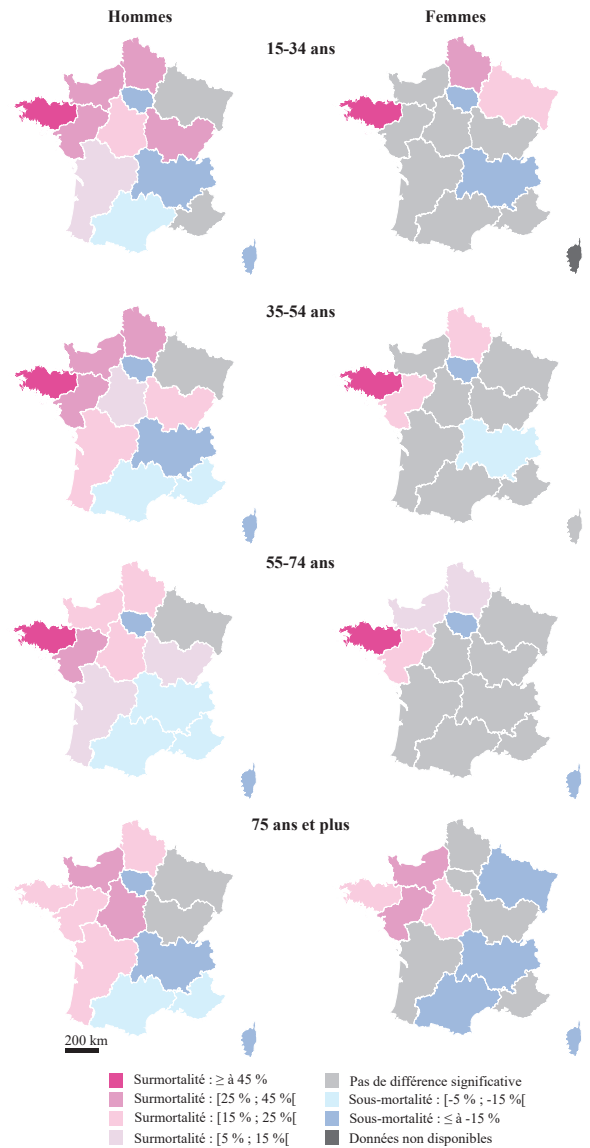 Hommes
Femmes
15-34 ans
35-54 ans
55-74 ans
75 ans et plus
200 km
Surmortalité : ≥ à 45 %
Surmortalité : [25 % ; 45 %[
Surmortalité : [15 % ; 25 %[
Surmortalité : [5 % ; 15 %[
Pas de différence significative
Sous-mortalité : [-5 % ; -15 %[
Sous-mortalité : ≤ à -15 %
Données non disponibles